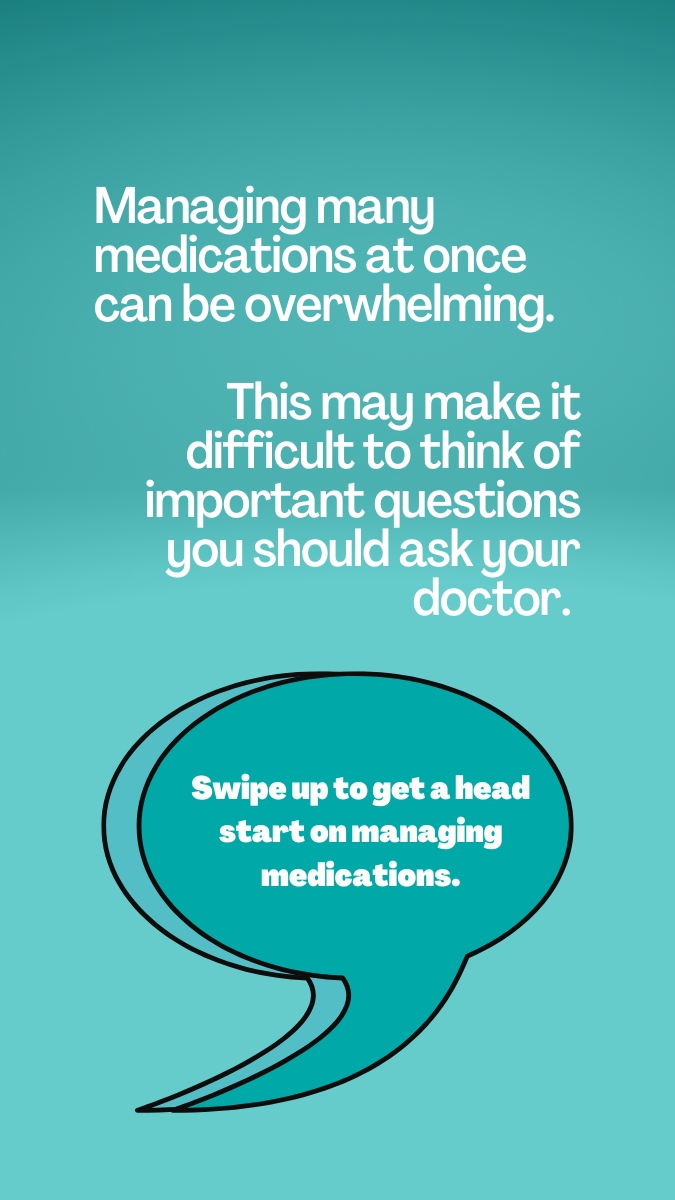 Managing many
medications at once
can be overwhelming.
This may make it
difficult to think of
important questions
you should ask your
doctor.
Swipe up to get a head
start on managing
medications.